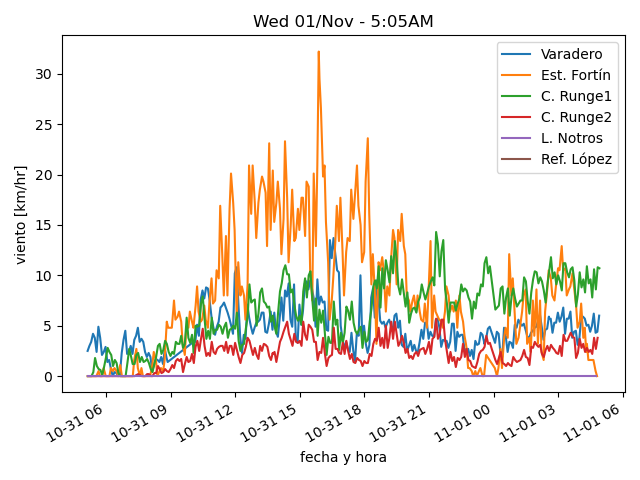 Wed 01/Nov - 5:05AM
Varadero
Est. Fortín
C. Runge1
C. Runge2
L. Notros
Ref. López
viento [km/hr]
30
25
20
15
10
5
0
10-31 06
10-31 09
10-31 12
10-31 15
10-31 18
10-31 21
11-01 00
11-01 03
11-01 06
fecha y hora